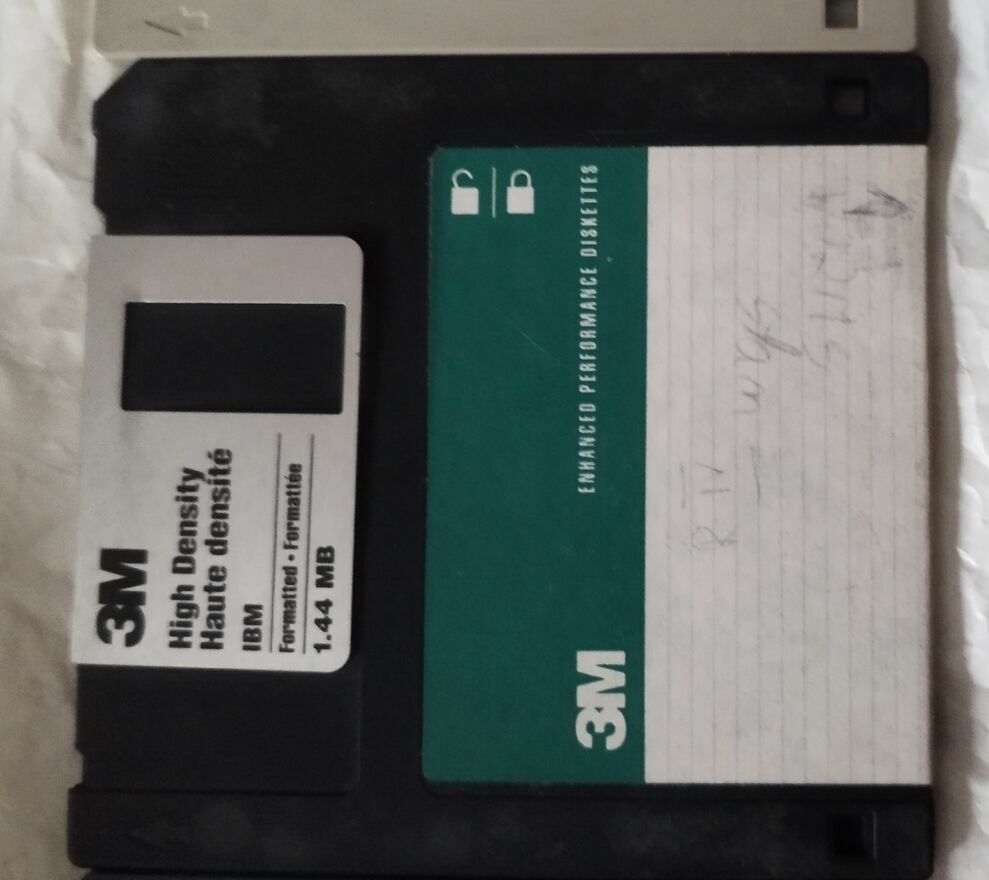 3M
High Density
Haute densité
IBM
Formatted • Formattée
1.44 MB
ENHANCED PERFORMANCE DISKETTES
3M